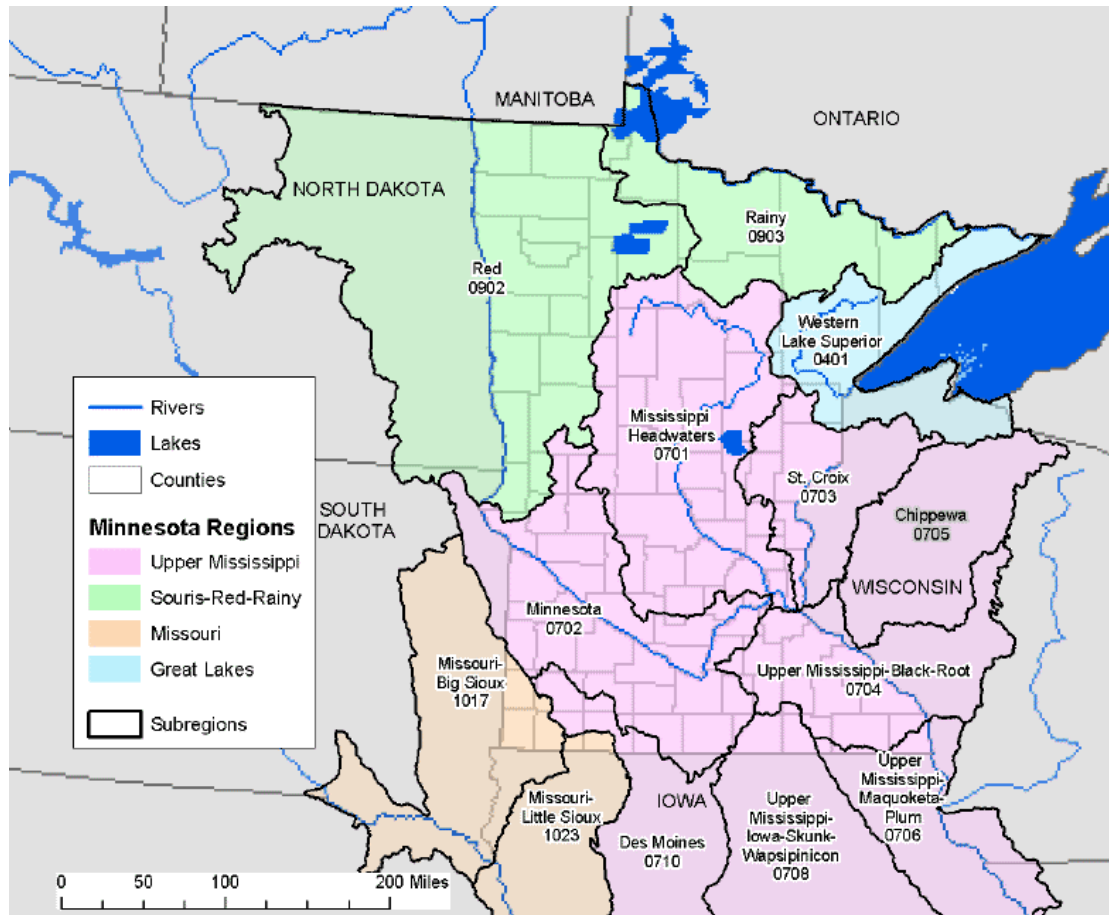 MANITOBA
ONTARIO
NORTH DAKOTA
Rainy
0903
Red
0902
Western
Lake Superior
0401
Mississippi
Headwaters
0701
St. Croix
0703
Chippewa
0705
WISCONSIN
SOUTH
DAKOTA
Minnesota
0702
Upper Mississippi-Black-Root
0704
Missouri-
Big Sioux
1017
Missouri-
Little Sioux
1023
IOWA
Des Moines
0710
Upper
Mississippi-
Iowa-Skunk-
Wapsipinicon
0708
Upper
Mississippi-
Maquoketa-
Plum
0706
Rivers
Lakes
Counties
Minnesota Regions
Upper Mississippi
Souris-Red-Rainy
Missouri
Great Lakes
Subregions
0 50 100 200 Miles